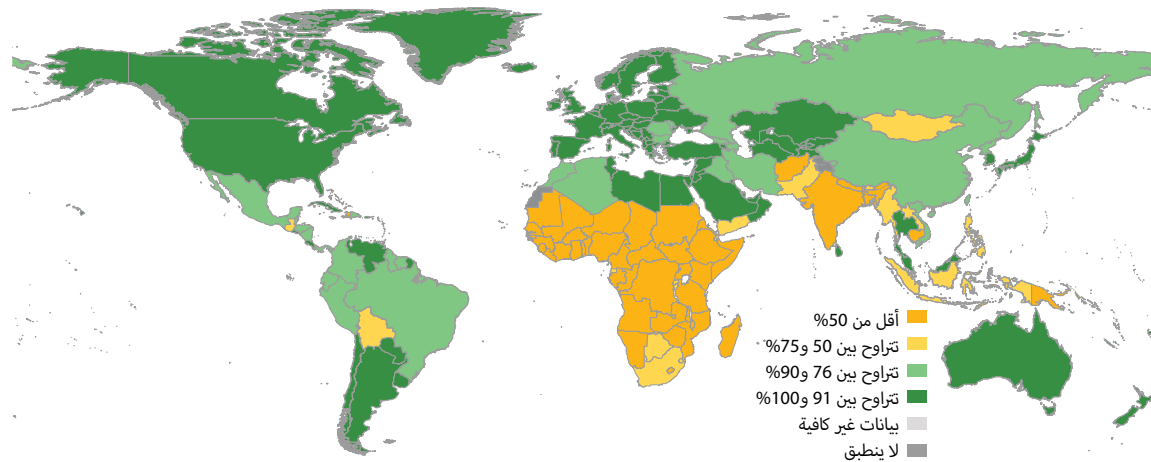 أقل من 50%
تتراوح بين 50 و75%
تتراوح بين 76 و90%
تتراوح بين 91 و100%
بيانات غير كافية
لا ينطبق